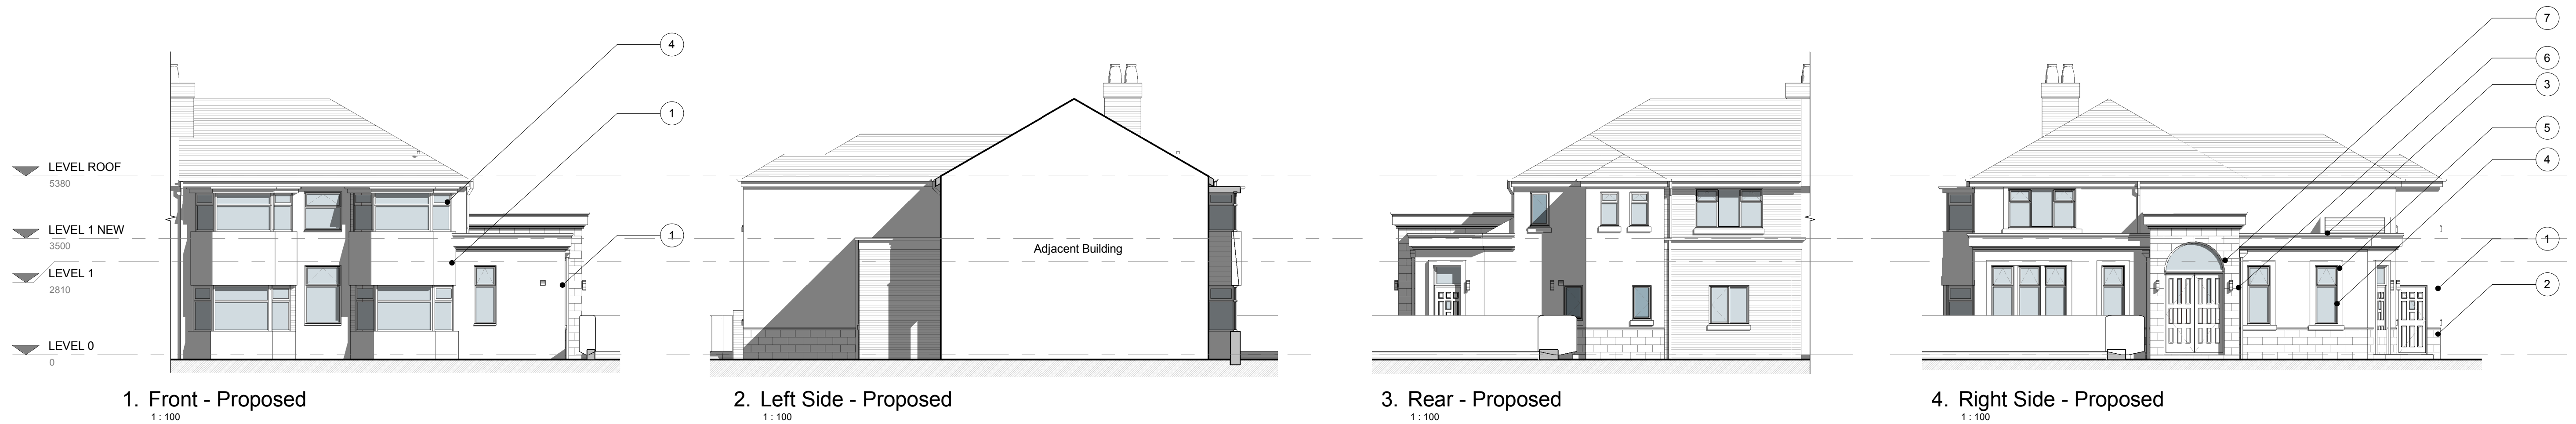 4
1
1
LEVEL ROOF
5380
LEVEL 1 NEW
3500
LEVEL 1
2810
LEVEL 0
0
1. Front - Proposed
1 : 100
Adjacent Building
2. Left Side - Proposed
1 : 100
3. Rear - Proposed
1 : 100
7
6
3
5
4
1
2
4. Right Side - Proposed
1 : 100